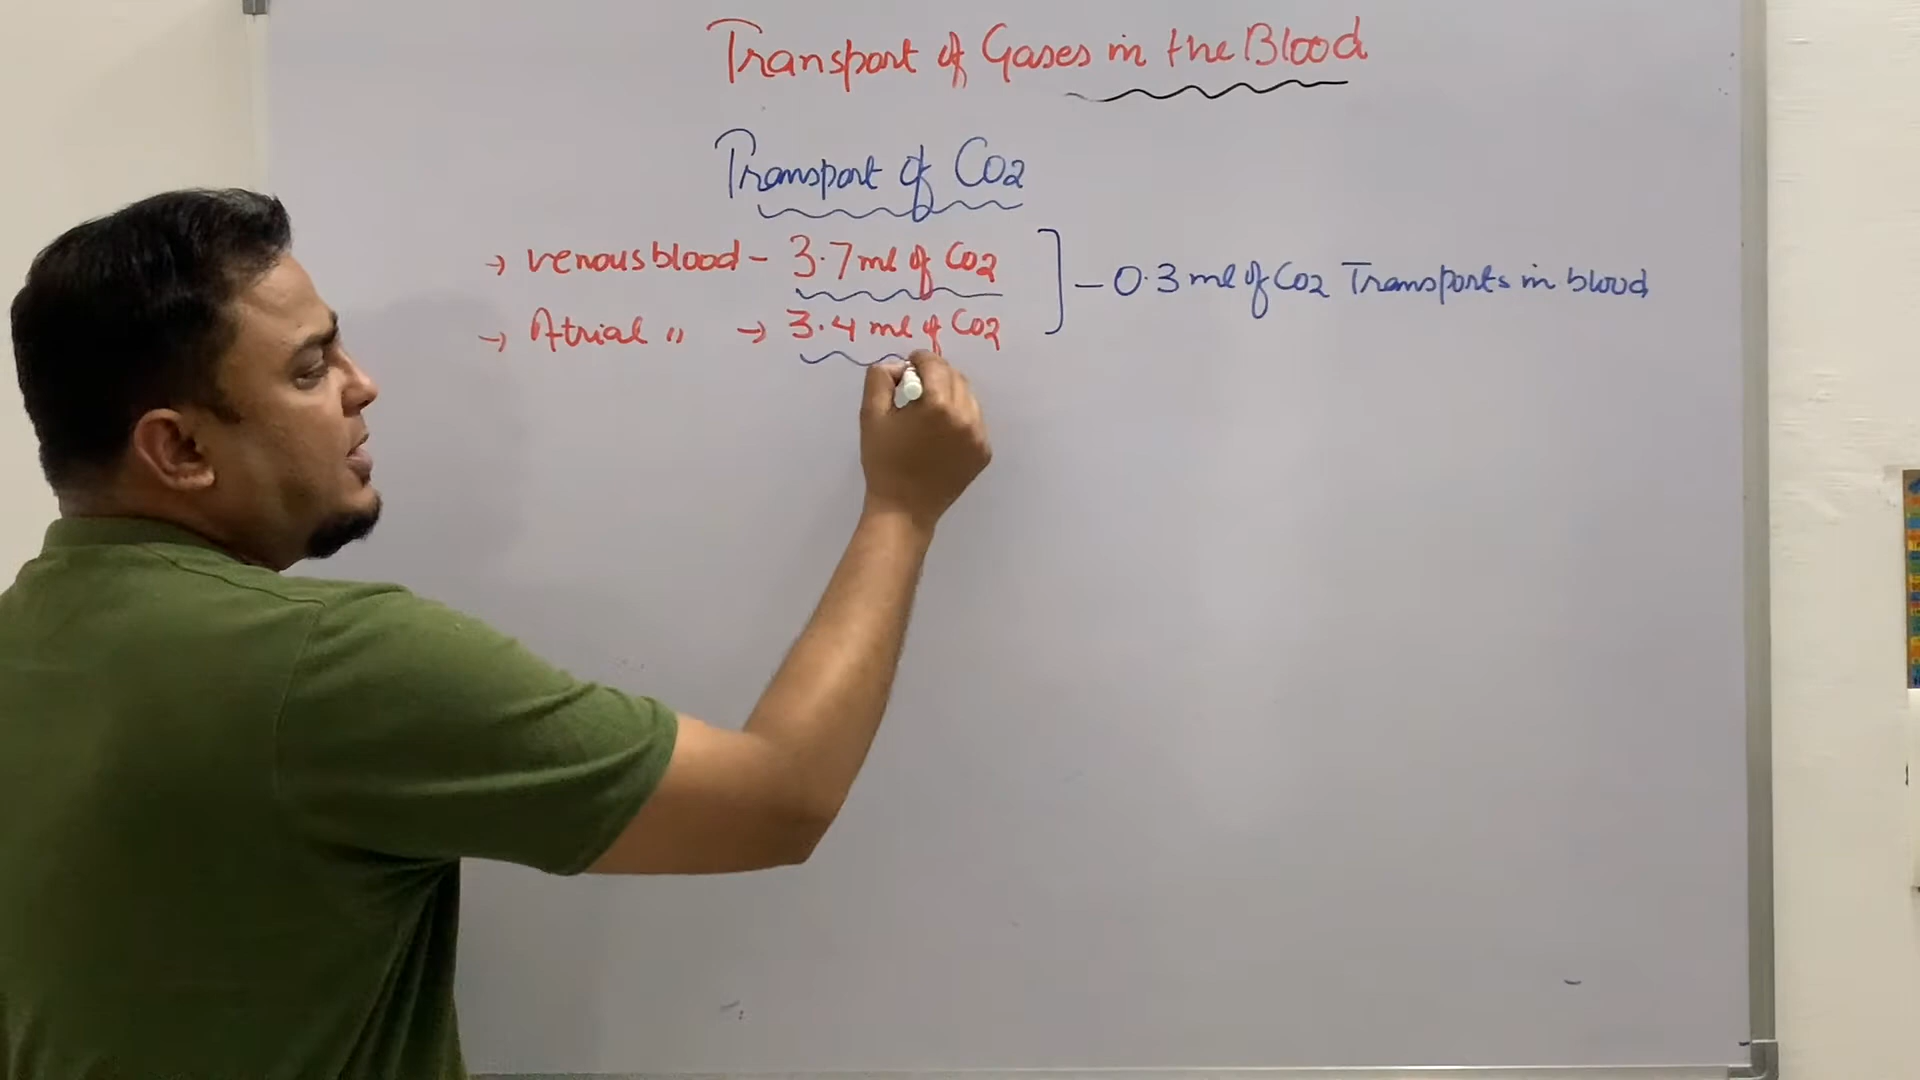 Transport of Gases in the Blood
Transport of CO2
→ venous blood - 3.7 ml of CO2
- 0.3 ml of CO2 Transports in blood
→ Atrial " → 3.4 ml of CO2